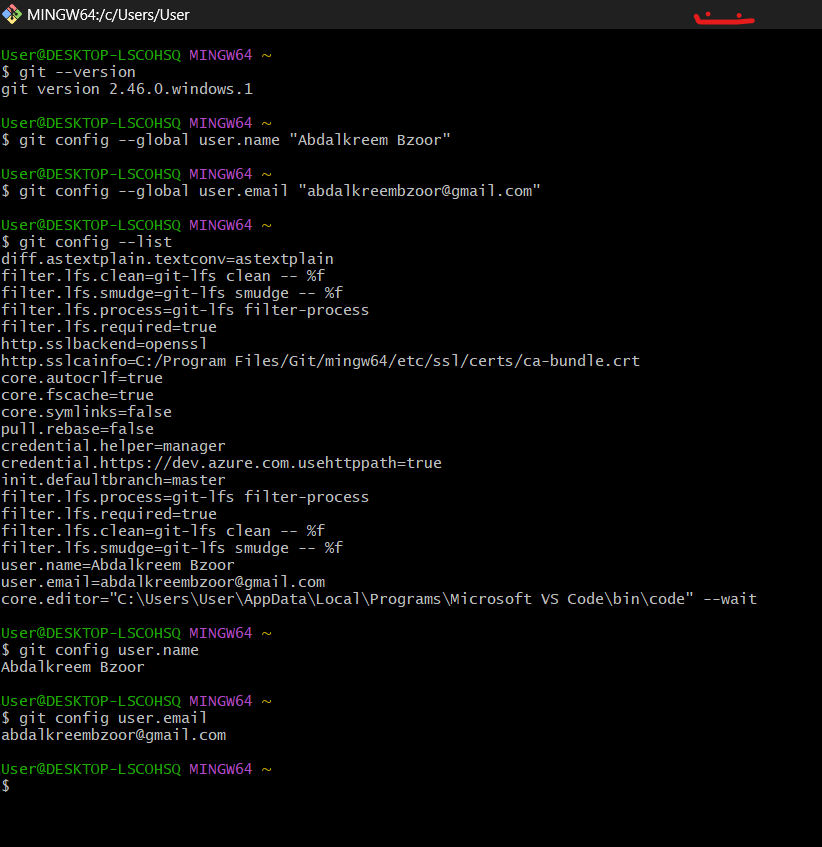 MINGW64:/c/Users/User
User@DESKTOP-LSCOHSQ MINGW64 ~
$ git --version
git version 2.46.0.windows.1
User@DESKTOP-LSCOHSQ MINGW64 ~
$ git config --global user.name "Abdalkreem Bzoor"
User@DESKTOP-LSCOHSQ MINGW64 ~
$ git config --global user.email "abdalkreembzoor@gmail.com"
User@DESKTOP-LSCOHSQ MINGW64 ~
$ git config --list
diff.astextplain.textconv=astextplain
filter.lfs.clean=git-lfs clean -- %f
filter.lfs.smudge=git-lfs smudge -- %f
filter.lfs.process=git-lfs filter-process
filter.lfs.required=true
http.sslbackend=openssl
http.sslcainfo=C:/Program Files/Git/mingw64/etc/ssl/certs/ca-bundle.crt
core.autocrlf=true
core.fscache=true
core.symlinks=false
pull.rebase=false
credential.helper=manager
credential.https://dev.azure.com.usehttppath=true
init.defaultbranch=master
filter.lfs.process=git-lfs filter-process
filter.lfs.required=true
filter.lfs.clean=git-lfs clean -- %f
filter.lfs.smudge=git-lfs smudge -- %f
user.name=Abdalkreem Bzoor
user.email=abdalkreembzoor@gmail.com
core.editor="C:\Users\User\AppData\Local\Programs\Microsoft VS Code\bin\code" --wait
User@DESKTOP-LSCOHSQ MINGW64 ~
$ git config user.name
Abdalkreem Bzoor
User@DESKTOP-LSCOHSQ MINGW64 ~
$ git config user.email
abdalkreembzoor@gmail.com
User@DESKTOP-LSCOHSQ MINGW64 ~
$